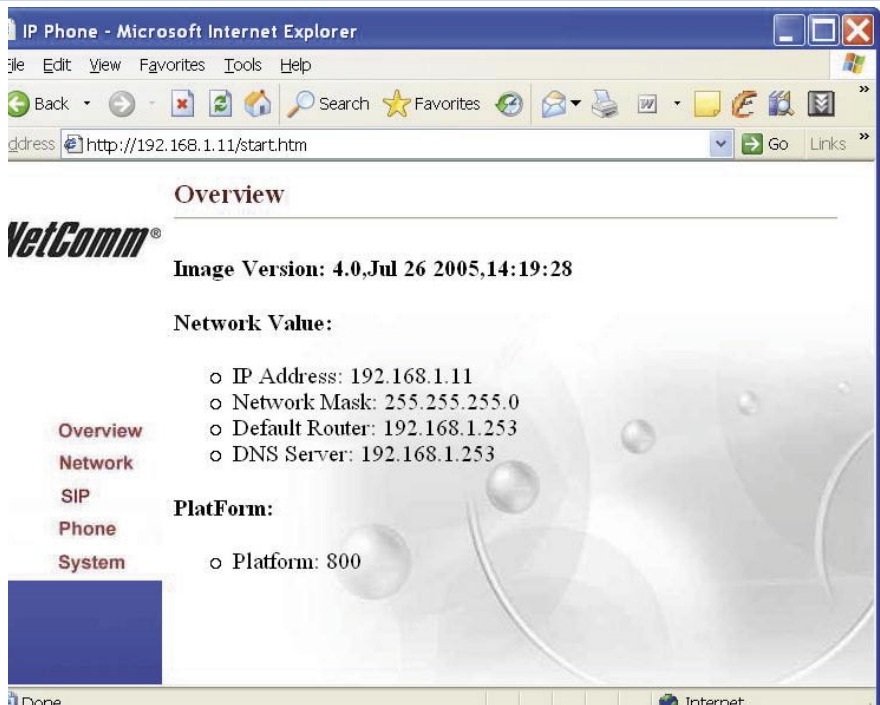 IP Phone - Microsoft Internet Explorer
File Edit View Favorites Tools Help
Back Search Favorites
Address http://192.168.1.11/start.htm Go Links »
Overview
NetComm®
Image Version: 4.0,Jul 26 2005,14:19:28
Network Value:
IP Address: 192.168.1.11
Network Mask: 255.255.255.0
Default Router: 192.168.1.253
DNS Server: 192.168.1.253
Overview
Network
SIP
Phone
System
PlatForm:
Platform: 800
Done Internet